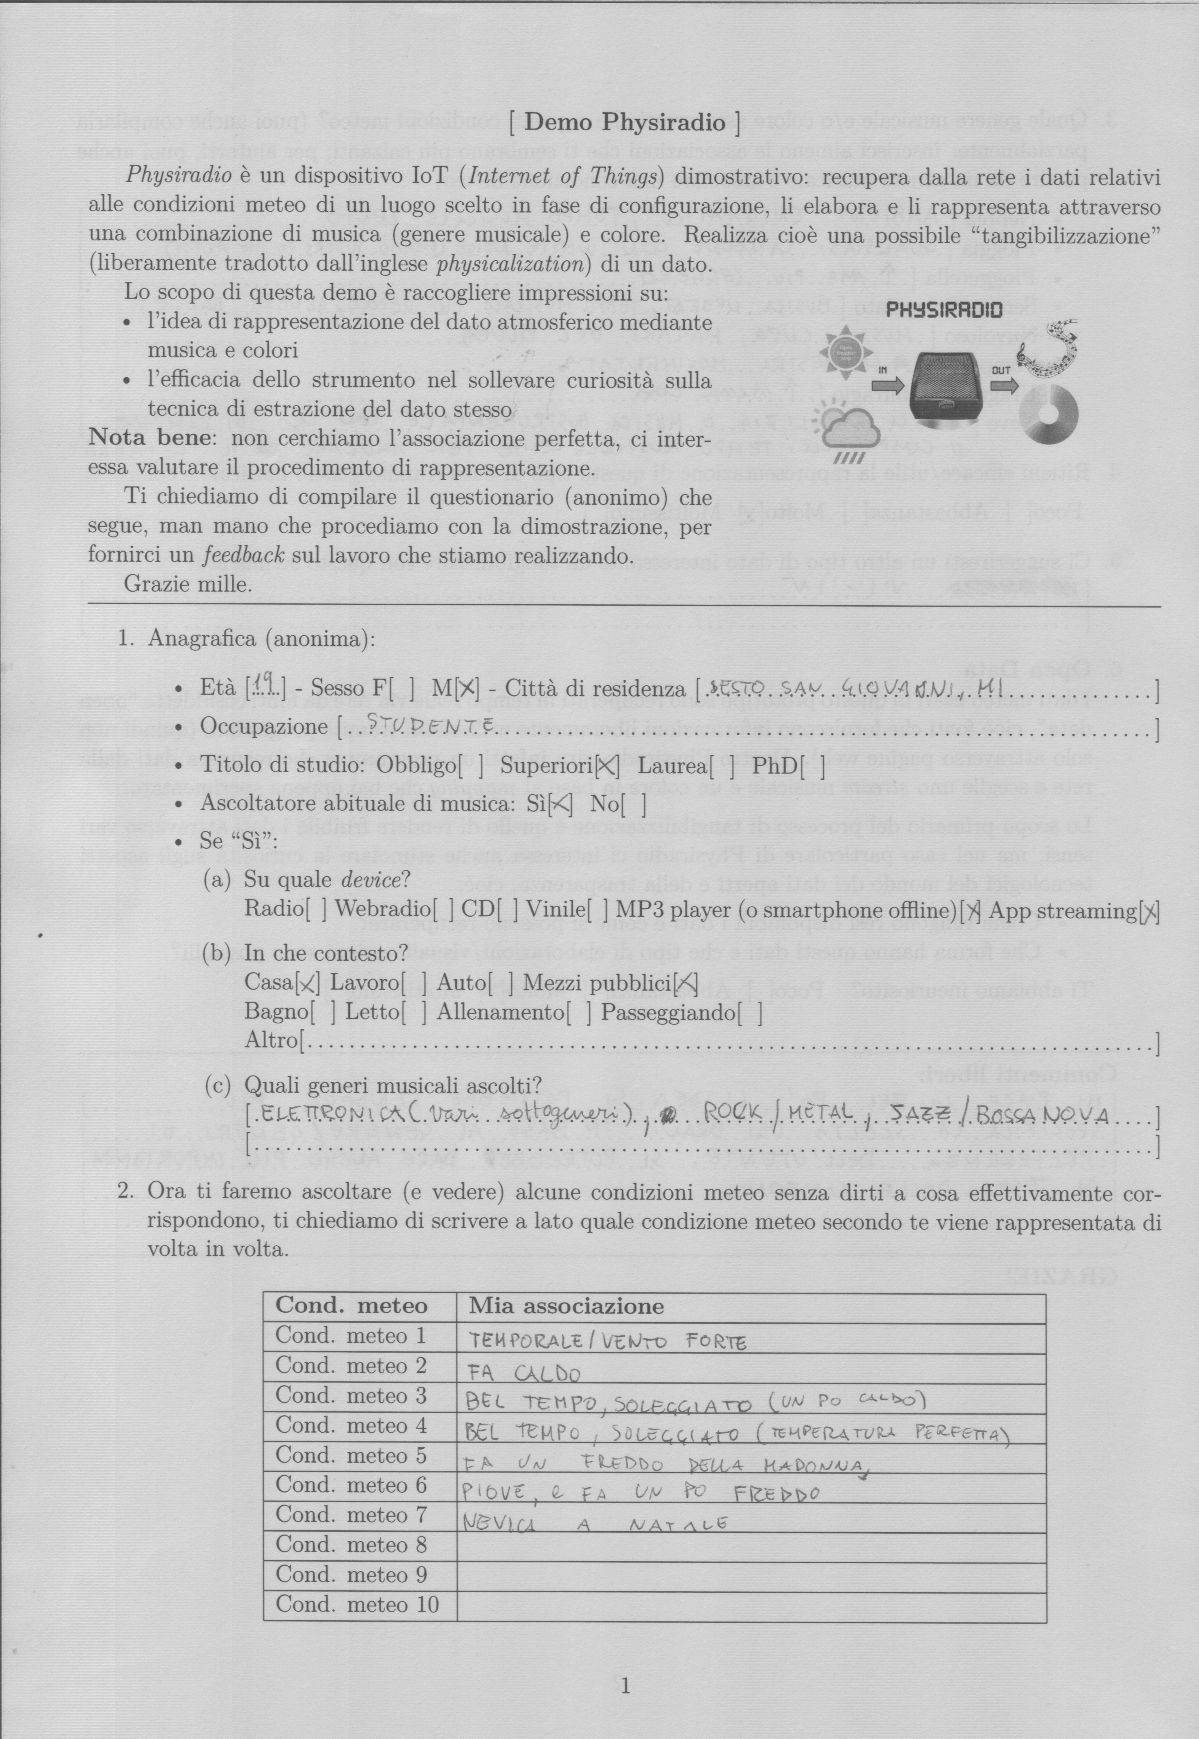 [ Demo Physiradio ]
Physiradio è un dispositivo IoT (Internet of Things) dimostrativo: recupera dalla rete i dati relativi
alle condizioni meteo di un luogo scelto in fase di configurazione, li elabora e li rappresenta attraverso
una combinazione di musica (genere musicale) e colore. Realizza cioè una possibile “tangibilizzazione”
(liberamente tradotto dall'inglese physicalization) di un dato.
Lo scopo di questa demo è raccogliere impressioni su:
• l'idea di rappresentazione del dato atmosferico mediante
musica e colori
• l'efficacia dello strumento nel sollevare curiosità sulla
tecnica di estrazione del dato stesso
Nota bene: non cerchiamo l'associazione perfetta, ci inter-
essa valutare il procedimento di rappresentazione.
Ti chiediamo di compilare il questionario (anonimo) che
segue, man mano che procediamo con la dimostrazione, per
fornirci un feedback sul lavoro che stiamo realizzando.
Grazie mille.
PHYSIRADIO
IN
OUT
1. Anagrafica (anonima):
• Età [19] - Sesso F[ ] M[X] - Città di residenza [SESTO SAN GIOVANNI, MI]
• Occupazione [STUDENTE]
• Titolo di studio: Obbligo[ ] Superiori[X] Laurea[ ] PhD[ ]
• Ascoltatore abituale di musica: Sì[X] No[ ]
• Se “Sì”:
(a) Su quale device?
Radio[ ] Webradio[ ] CD[ ] Vinile[ ] MP3 player (o smartphone offline)[X] App streaming[X]
(b) In che contesto?
Casa[X] Lavoro[ ] Auto[ ] Mezzi pubblici[X]
Bagno[ ] Letto[ ] Allenamento[ ] Passeggiando[ ]
Altro[ ]
(c) Quali generi musicali ascolti?
[ELETTRONICA (vari sottogeneri), ROCK / METAL, JAZZ / BOSSA NOVA]
[ ]
2. Ora ti faremo ascoltare (e vedere) alcune condizioni meteo senza dirti a cosa effettivamente cor-
rispondono, ti chiediamo di scrivere a lato quale condizione meteo secondo te viene rappresentata di
volta in volta.
Cond. meteo Mia associazione
Cond. meteo 1 TEMPORALE / VENTO FORTE
Cond. meteo 2 FA CALDO
Cond. meteo 3 BEL TEMPO, SOLEGGIATO (UN PO CALDO)
Cond. meteo 4 BEL TEMPO, SOLEGGIATO (TEMPERATURA PERFETTA)
Cond. meteo 5 FA UN FREDDO DELLA MADONNA,
Cond. meteo 6 PIOVE, e FA UN PO FREDDO
Cond. meteo 7 NEVICA A NATALE
Cond. meteo 8
Cond. meteo 9
Cond. meteo 10
1